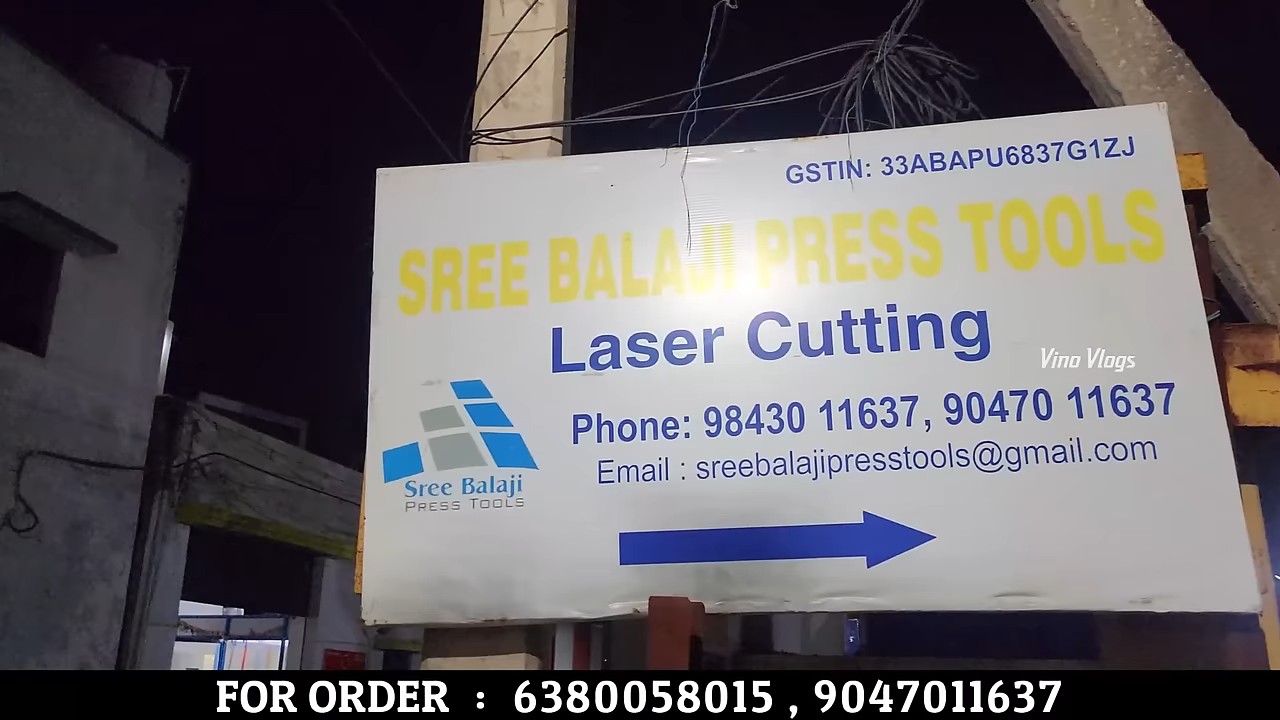 GSTIN: 33ABAPU6837G1ZJ
SREE BALAJI PRESS TOOLS
Laser Cutting
Vino Vlogs
Phone: 98430 11637, 90470 11637
Email : sreebalajipresstools@gmail.com
Sree Balaji
PRESS TOOLS
FOR ORDER : 6380058015 , 9047011637